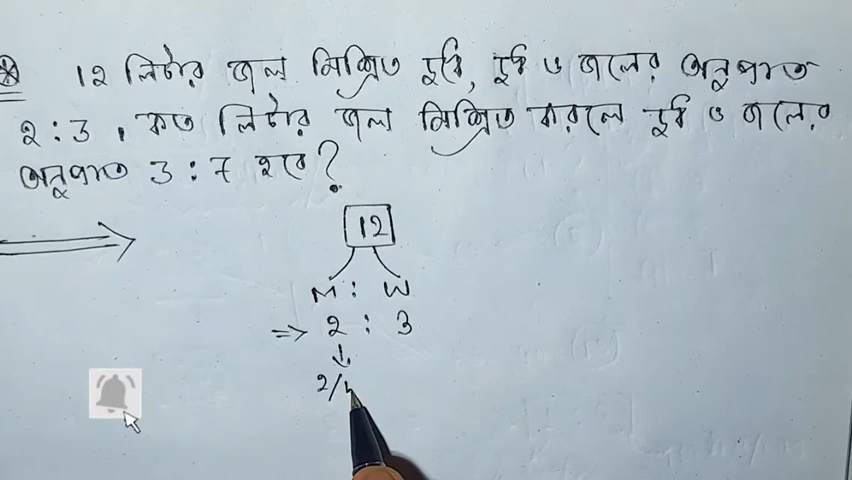 12 লিটার জল মিশ্রিত দুধে, দুধ ও জলের অনুপাত
2 : 3 , কত লিটার জল মিশ্রিত করলে দুধ ও জলের
অনুপাত 3 : 7 হবে ?
12
M : W
⇒ 2 : 3
2/